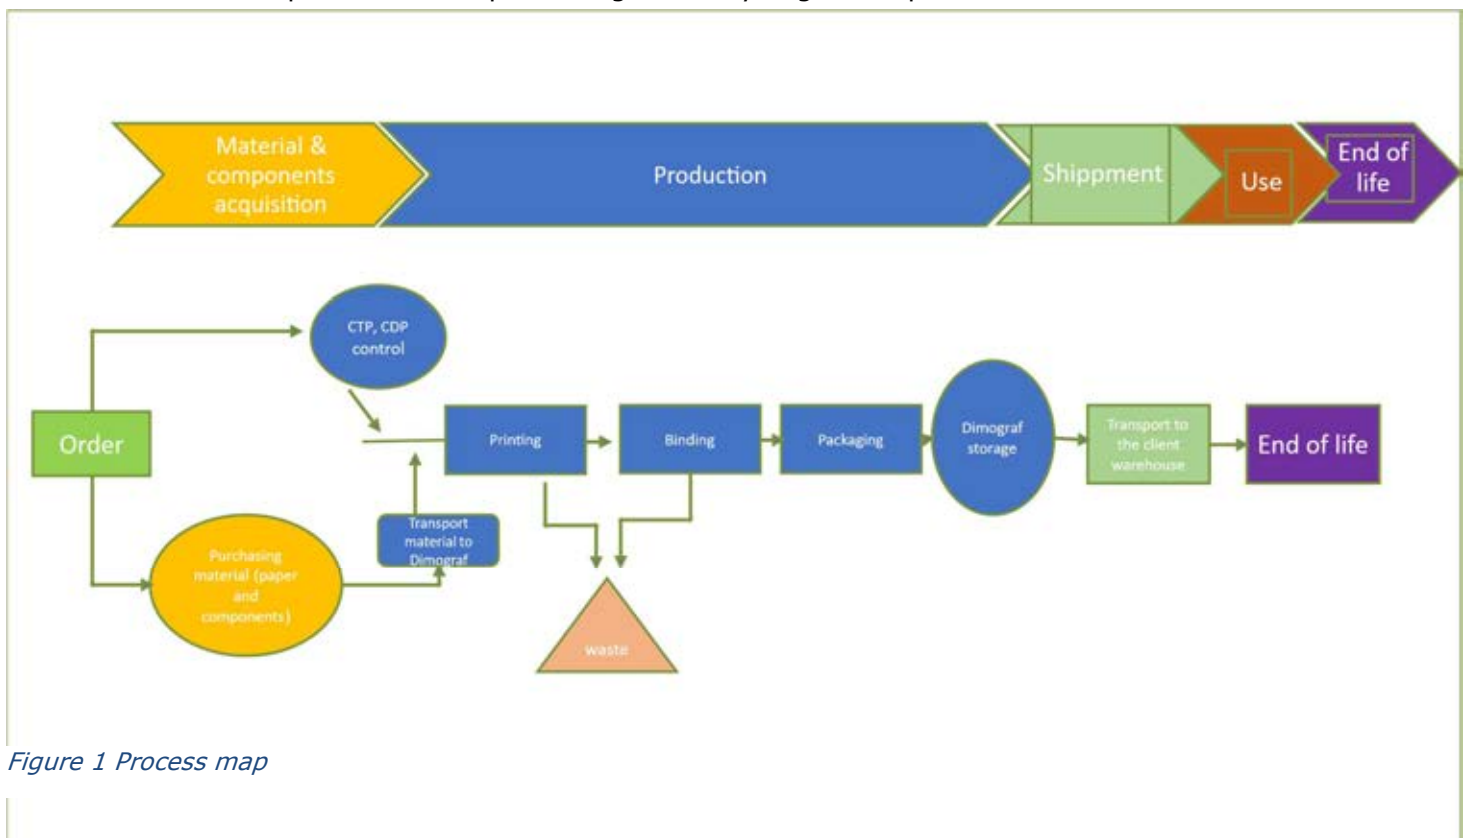 Material &
components
acquisition
Production
Shippment
Use
End of
life
CTP, CDP
control
Order
Printing
Binding
Packaging
Dimograf
storage
Transport to
the client
warehouse
End of life
Transport
material to
Dimograf
Purchasing
material (paper
and
components)
waste
Figure 1 Process map